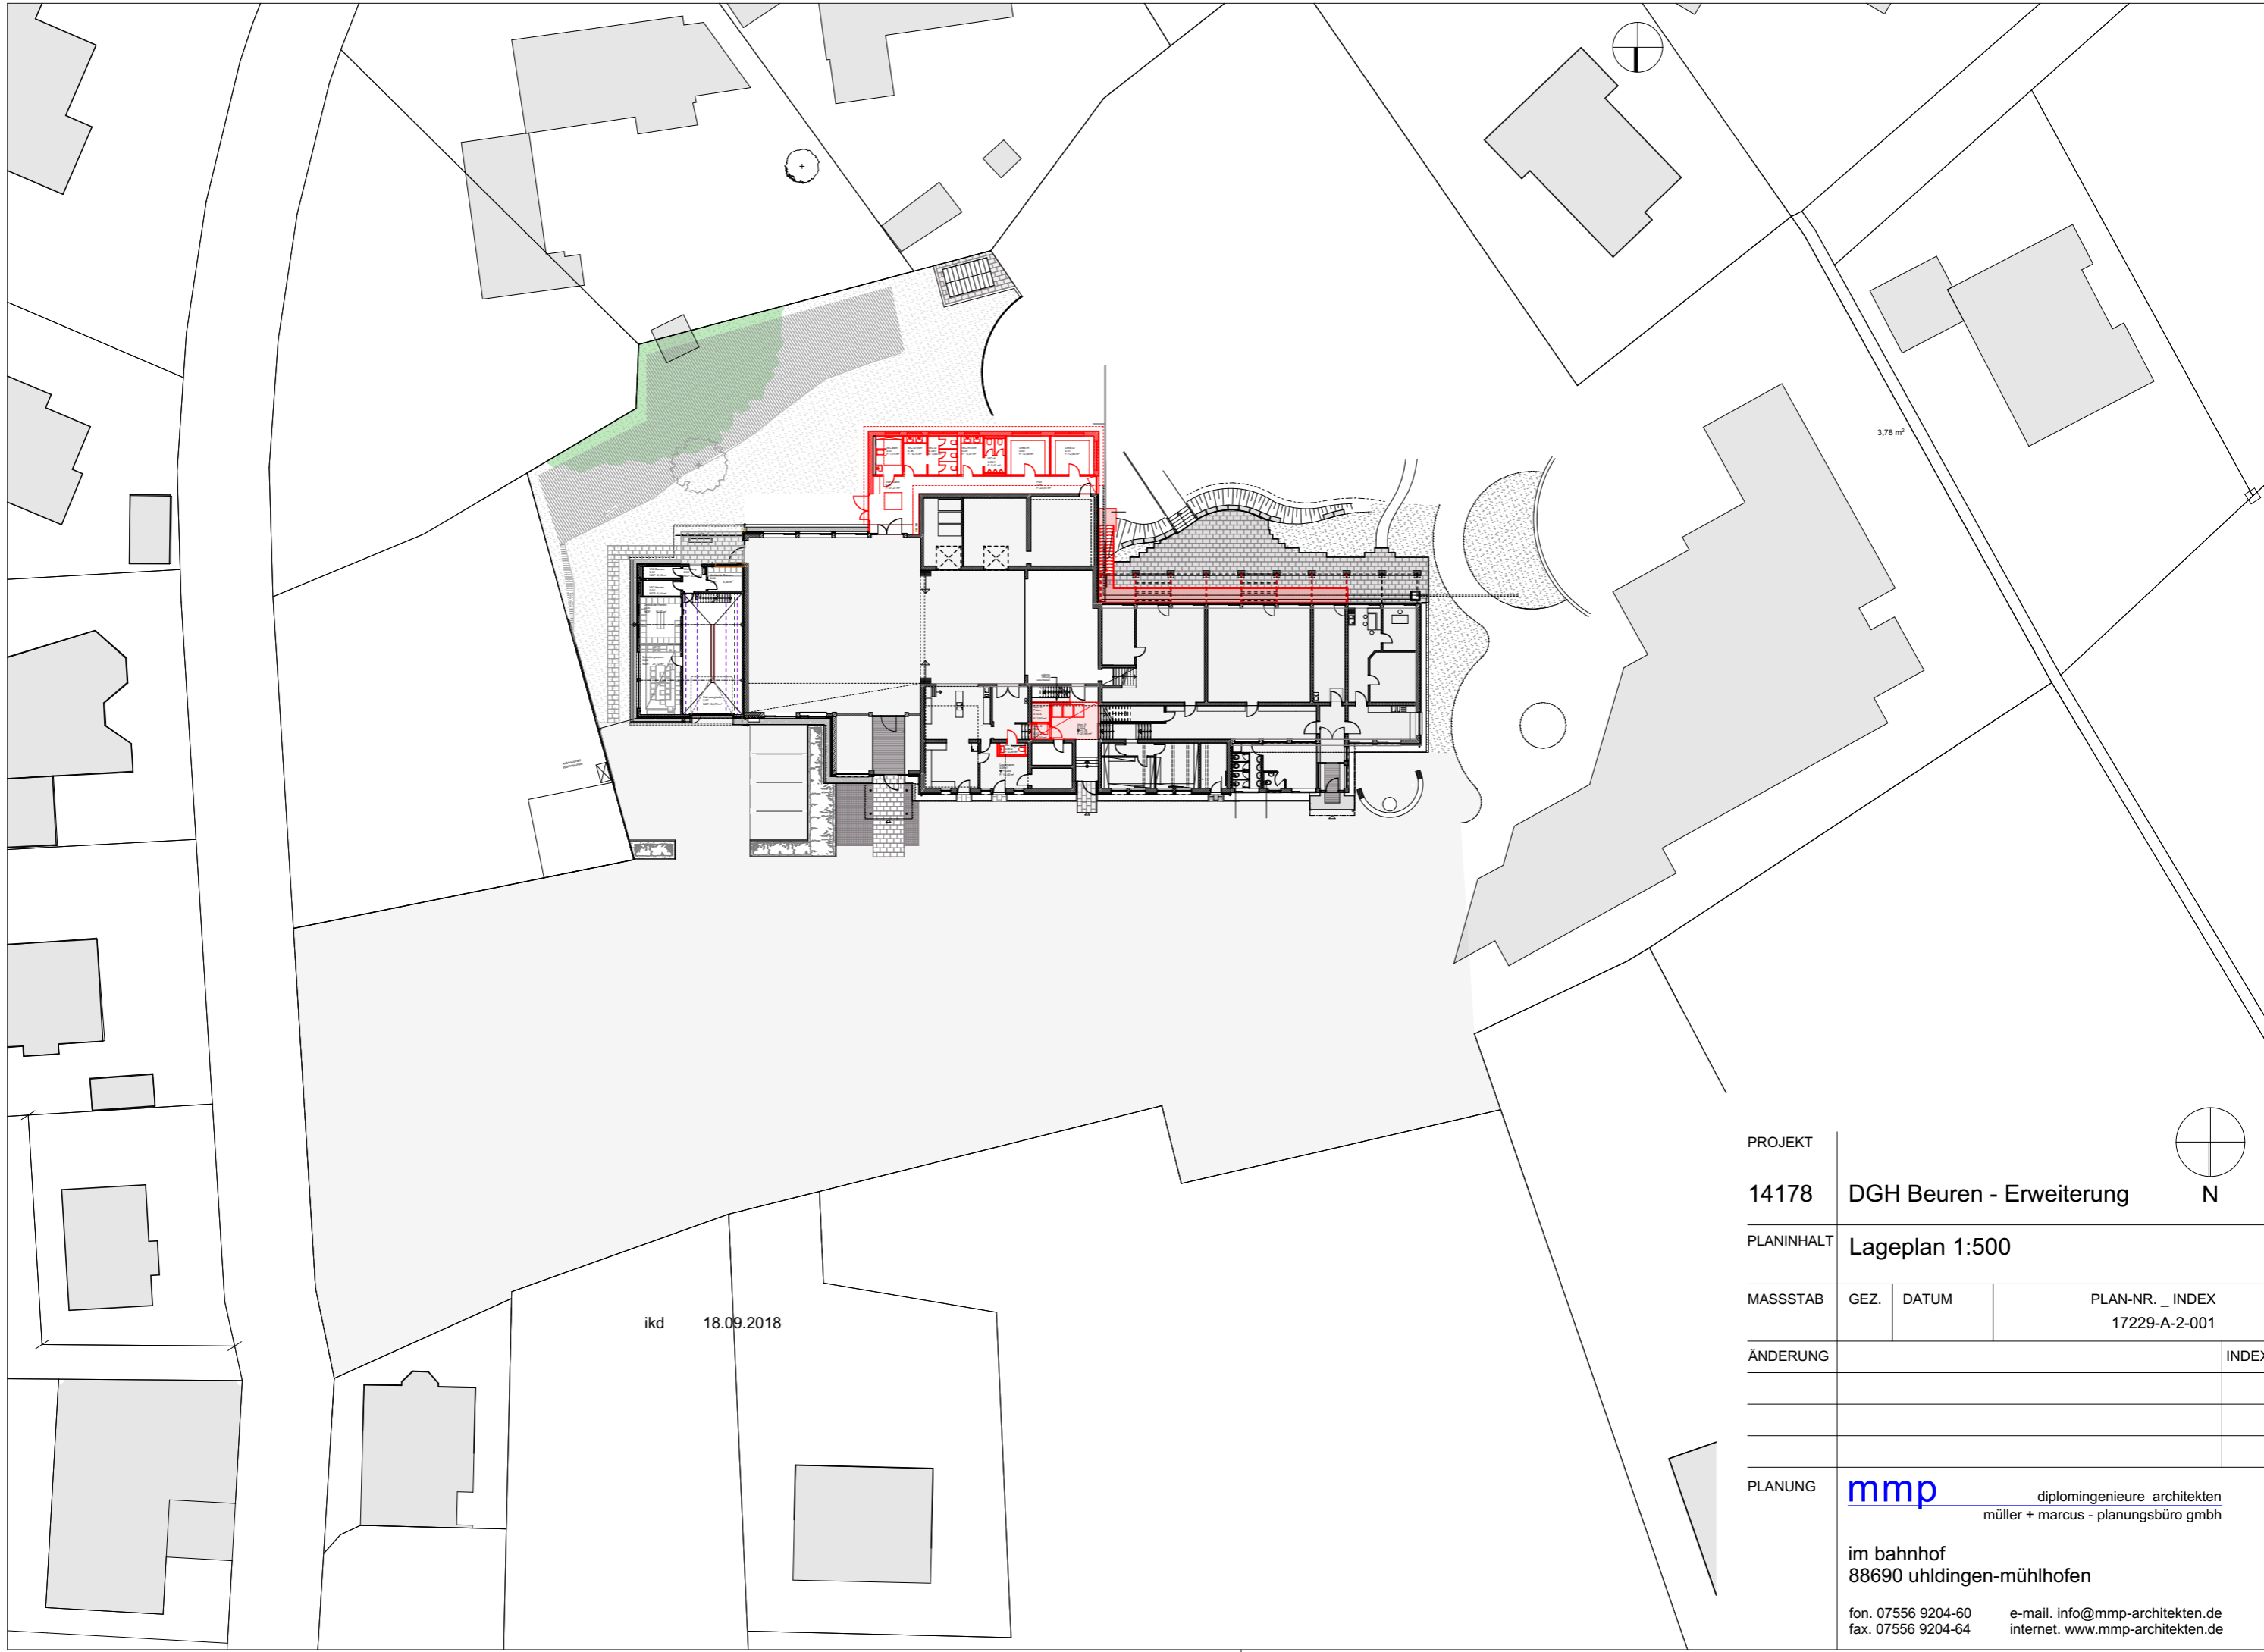 3,78 m²
ikd 18.09.2018
PROJEKT
14178 DGH Beuren - Erweiterung N
PLANINHALT Lageplan 1:500
MASSSTAB GEZ. DATUM PLAN-NR. _ INDEX
17229-A-2-001
ÄNDERUNG INDEX
PLANUNG mmp diplomingenieure architekten
müller + marcus - planungsbüro gmbh
im bahnhof
88690 uhldingen-mühlhofen
fon. 07556 9204-60 e-mail. info@mmp-architekten.de
fax. 07556 9204-64 internet. www.mmp-architekten.de